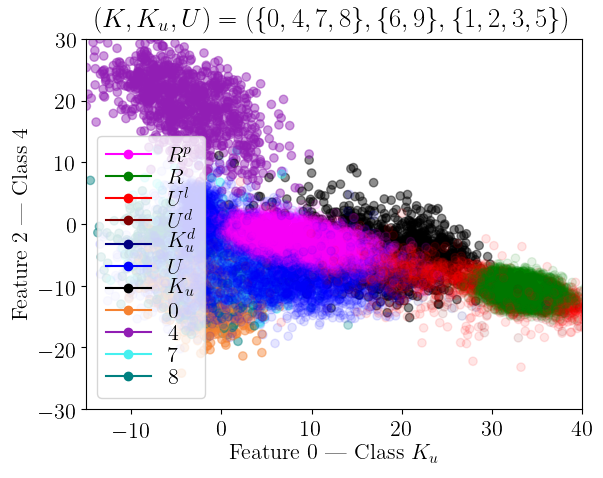 (K, K_u, U) = ({0, 4, 7, 8}, {6, 9}, {1, 2, 3, 5})
30
20
10
0
−10
−20
−30
Feature 2 — Class 4
R^p
R
U^l
U^d
K_u^d
U
K_u
0
4
7
8
−10 0 10 20 30 40
Feature 0 — Class K_u